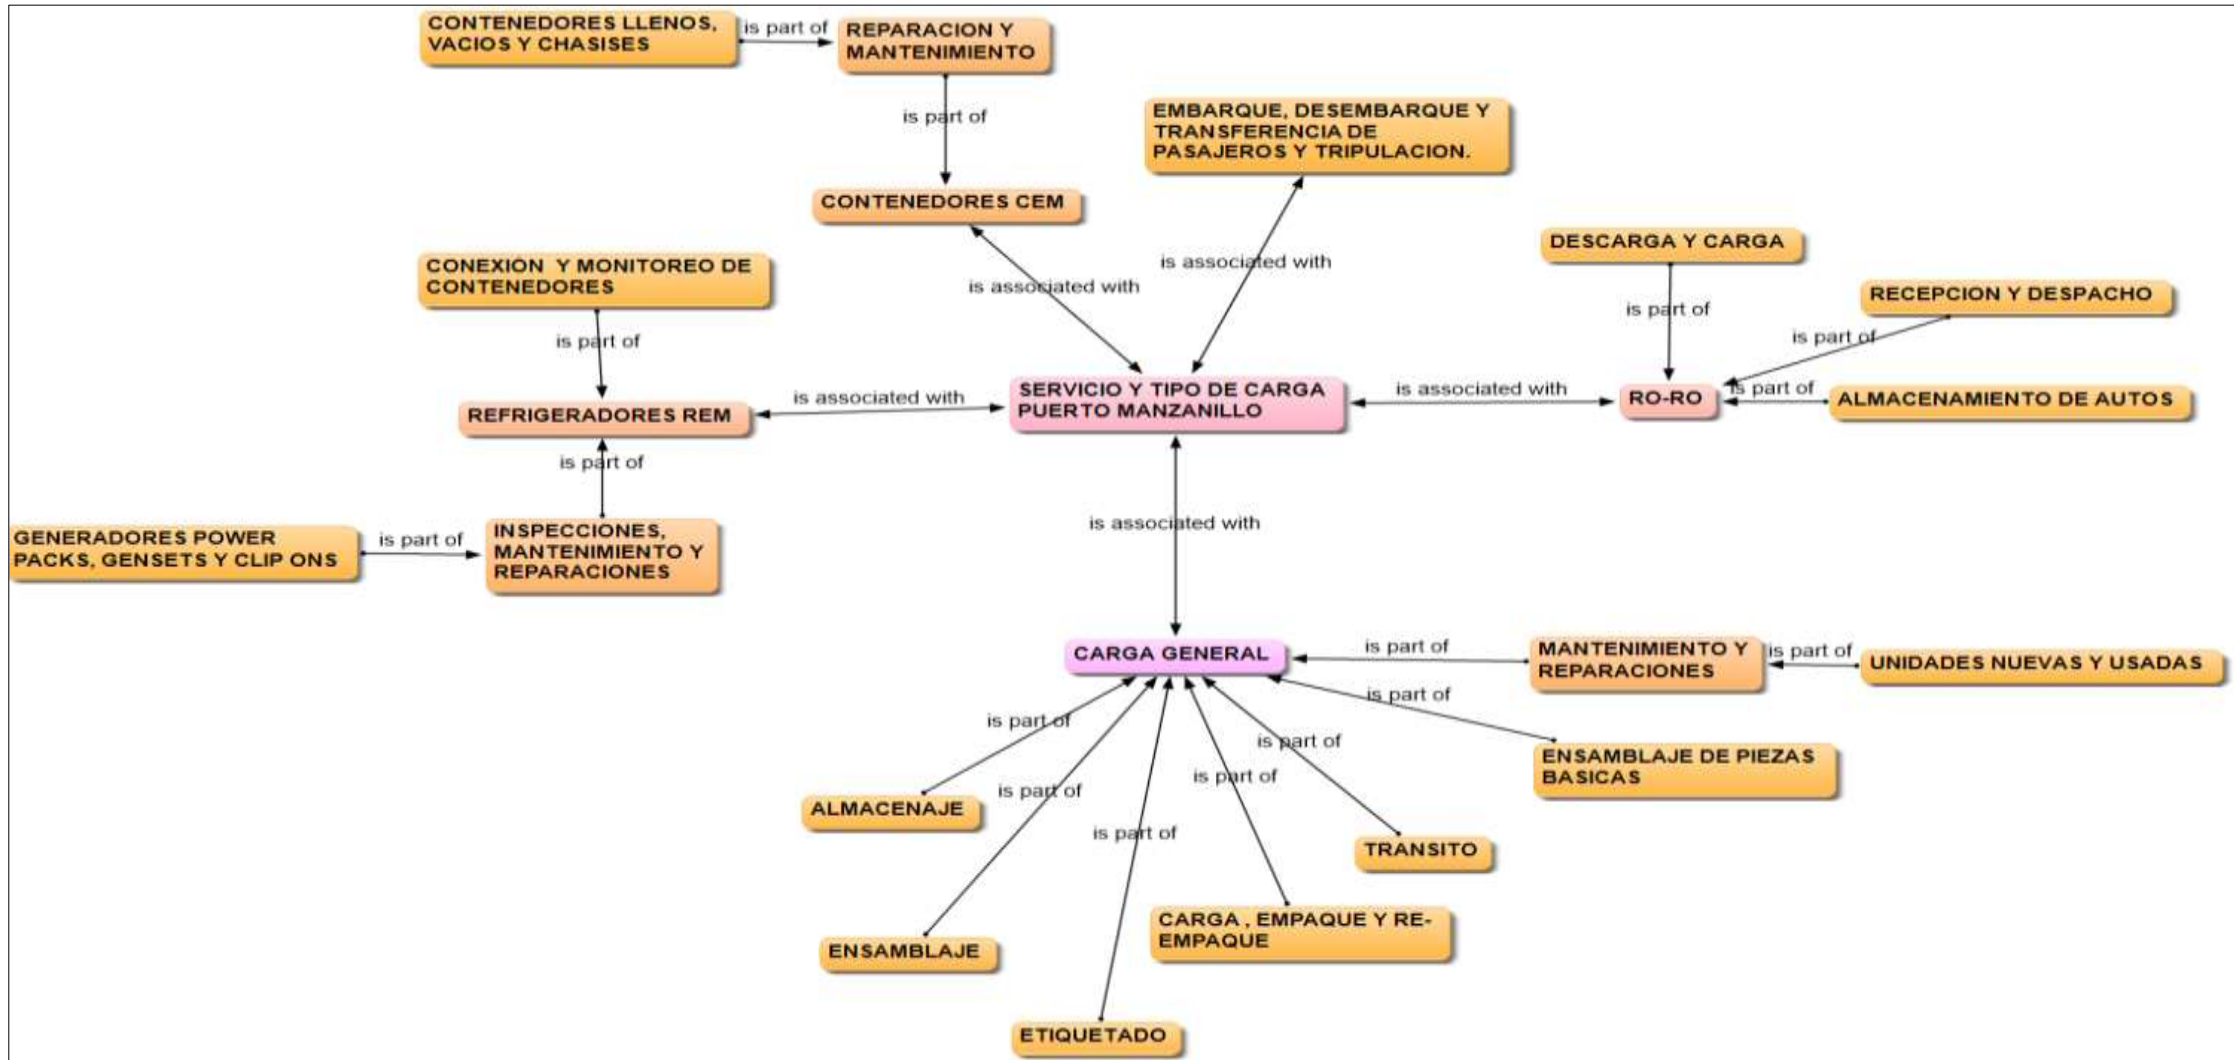 CONTENEDORES LLENOS,
VACIOS Y CHASISES
is part of
REPARACION Y
MANTENIMIENTO
is part of
EMBARQUE, DESEMBARQUE Y
TRANSFERENCIA DE
PASAJEROS Y TRIPULACION.
CONTENEDORES CEM
is associated with
is associated with
DESCARGA Y CARGA
is part of
CONEXIÓN Y MONITOREO DE
CONTENEDORES
is part of
RECEPCION Y DESPACHO
is part of
REFRIGERADORES REM
is associated with
SERVICIO Y TIPO DE CARGA
PUERTO MANZANILLO
is associated with
RO-RO
is part of
ALMACENAMIENTO DE AUTOS
is part of
GENERADORES POWER
PACKS, GENSETS Y CLIP ONS
is part of
INSPECCIONES,
MANTENIMIENTO Y
REPARACIONES
is associated with
CARGA GENERAL
is part of
MANTENIMIENTO Y
REPARACIONES
is part of
UNIDADES NUEVAS Y USADAS
is part of
is part of
is part of
is part of
is part of
is part of
ENSAMBLAJE DE PIEZAS
BASICAS
ALMACENAJE
TRANSITO
CARGA , EMPAQUE Y RE-
EMPAQUE
ENSAMBLAJE
ETIQUETADO